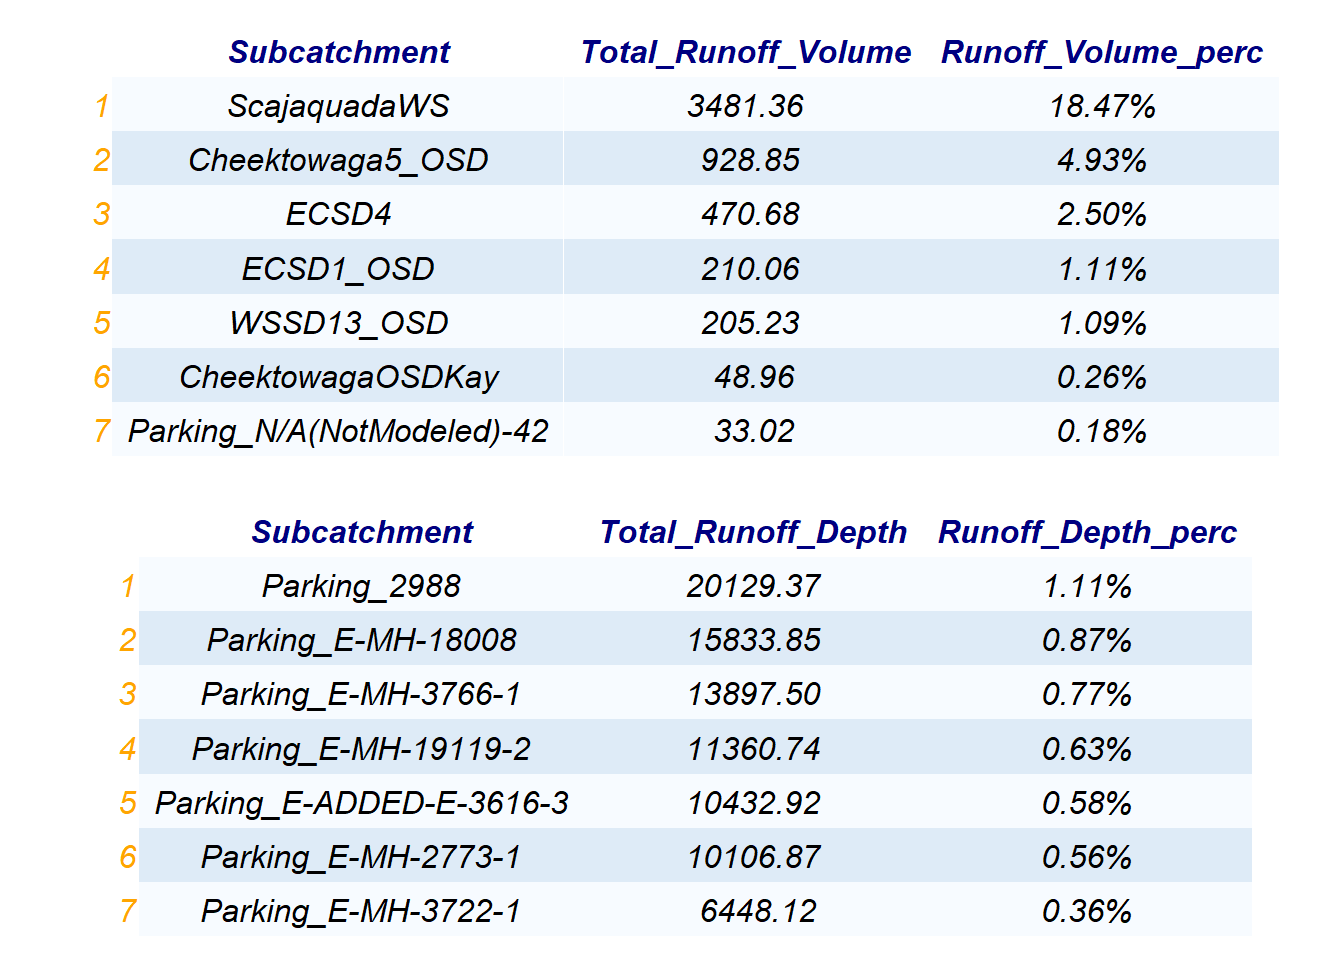 Subcatchment Total_Runoff_Volume Runoff_Volume_perc
1 ScajaquadaWS 3481.36 18.47%
2 Cheektowaga5_OSD 928.85 4.93%
3 ECSD4 470.68 2.50%
4 ECSD1_OSD 210.06 1.11%
5 WSSD13_OSD 205.23 1.09%
6 CheektowagaOSDKay 48.96 0.26%
7 Parking_N/A(NotModeled)-42 33.02 0.18%
Subcatchment Total_Runoff_Depth Runoff_Depth_perc
1 Parking_2988 20129.37 1.11%
2 Parking_E-MH-18008 15833.85 0.87%
3 Parking_E-MH-3766-1 13897.50 0.77%
4 Parking_E-MH-19119-2 11360.74 0.63%
5 Parking_E-ADDED-E-3616-3 10432.92 0.58%
6 Parking_E-MH-2773-1 10106.87 0.56%
7 Parking_E-MH-3722-1 6448.12 0.36%